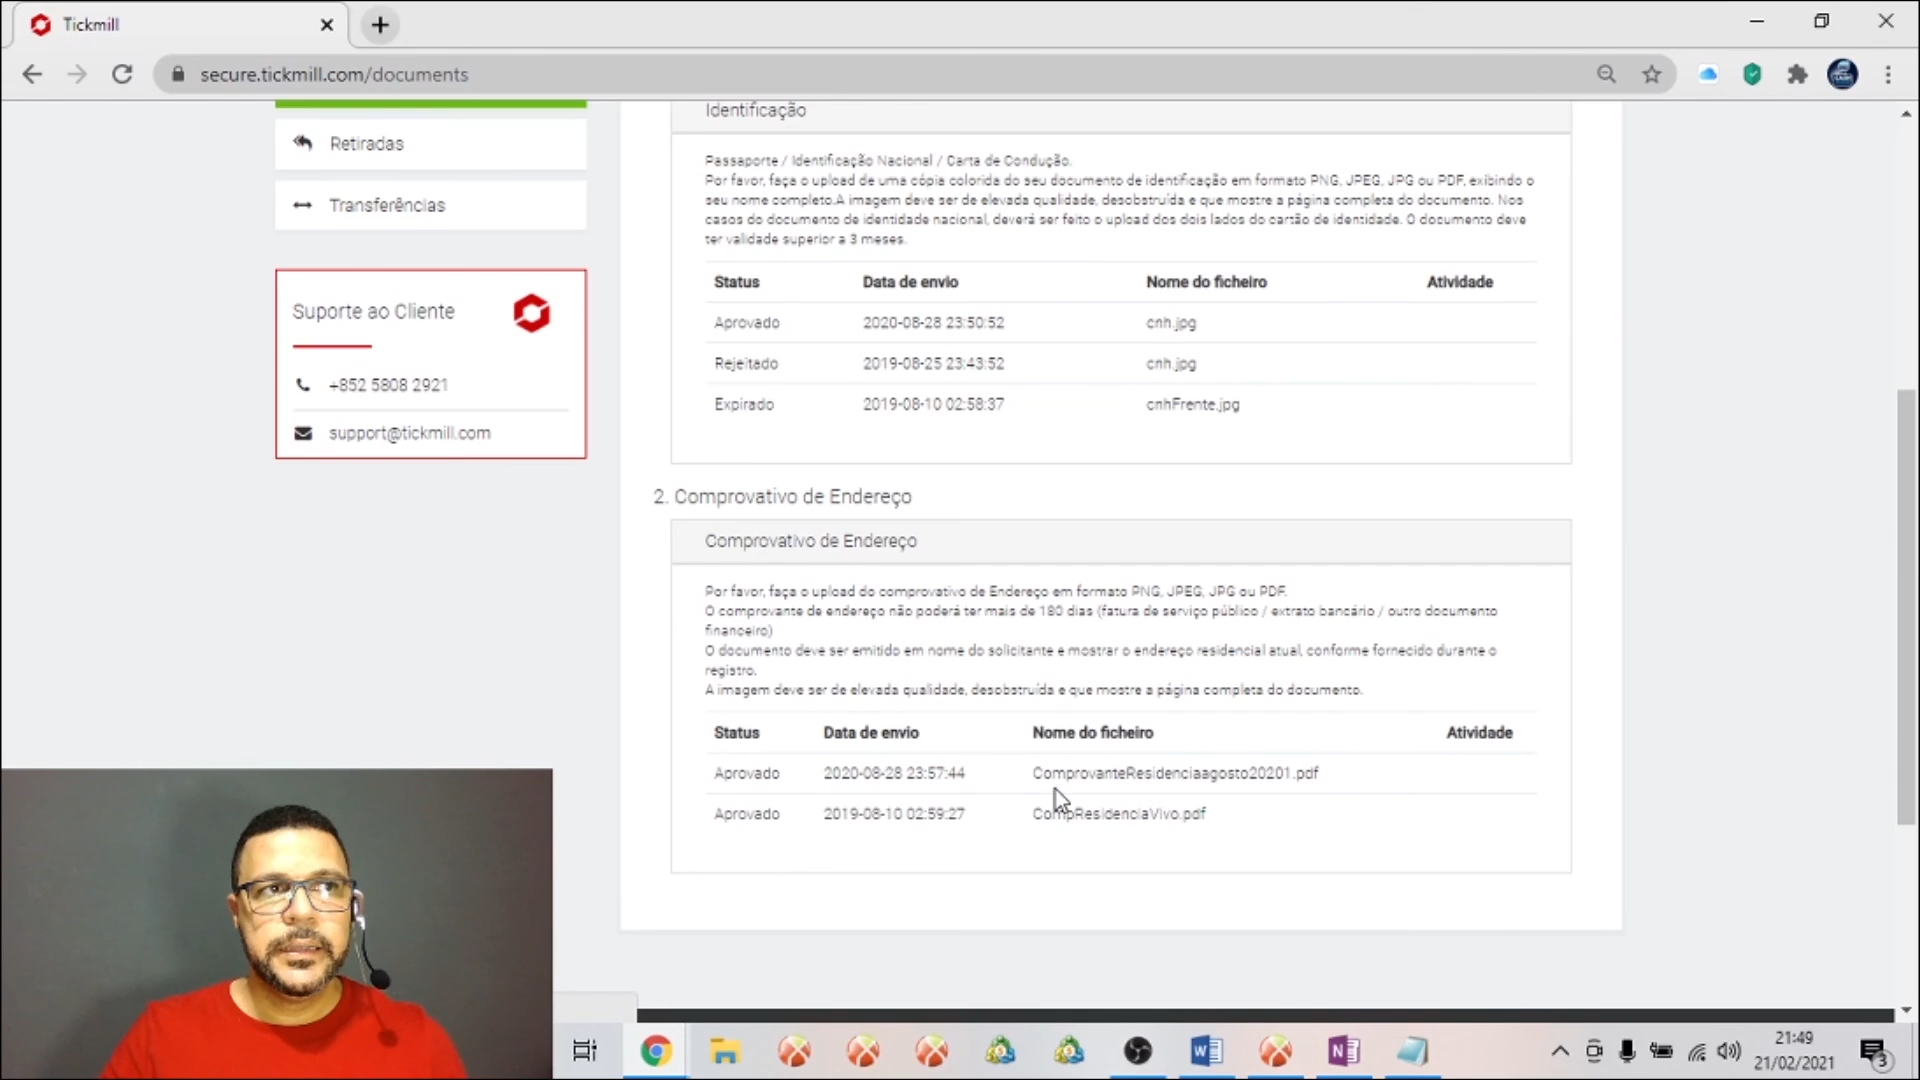 Tickmill
secure.tickmill.com/documents
Retiradas
Transferências
Suporte ao Cliente
+852 5808 2921
support@tickmill.com
Identificação
Passaporte / Identificação Nacional / Carta de Condução.
Por favor, faça o upload de uma cópia colorida do seu documento de identificação em formato PNG, JPEG, JPG ou PDF, exibindo o
seu nome completo.A imagem deve ser de elevada qualidade, desobstruída e que mostre a página completa do documento. Nos
casos do documento de identidade nacional, deverá ser feito o upload dos dois lados do cartão de identidade. O documento deve
ter validade superior a 3 meses.
Status Data de envio Nome do ficheiro Atividade
Aprovado 2020-08-28 23:50:52 cnh.jpg
Rejeitado 2019-08-25 23:43:52 cnh.jpg
Expirado 2019-08-10 02:58:37 cnhFrente.jpg
2. Comprovativo de Endereço
Comprovativo de Endereço
Por favor, faça o upload do comprovativo de Endereço em formato PNG, JPEG, JPG ou PDF.
O comprovante de endereço não poderá ter mais de 180 dias (fatura de serviço público / extrato bancário / outro documento
financeiro)
O documento deve ser emitido em nome do solicitante e mostrar o endereço residencial atual, conforme fornecido durante o
registro.
A imagem deve ser de elevada qualidade, desobstruída e que mostre a página completa do documento.
Status Data de envio Nome do ficheiro Atividade
Aprovado 2020-08-28 23:57:44 ComprovanteResidenciaagosto20201.pdf
Aprovado 2019-08-10 02:59:27 CompResidenciaVivo.pdf
21:49
21/02/2021
3